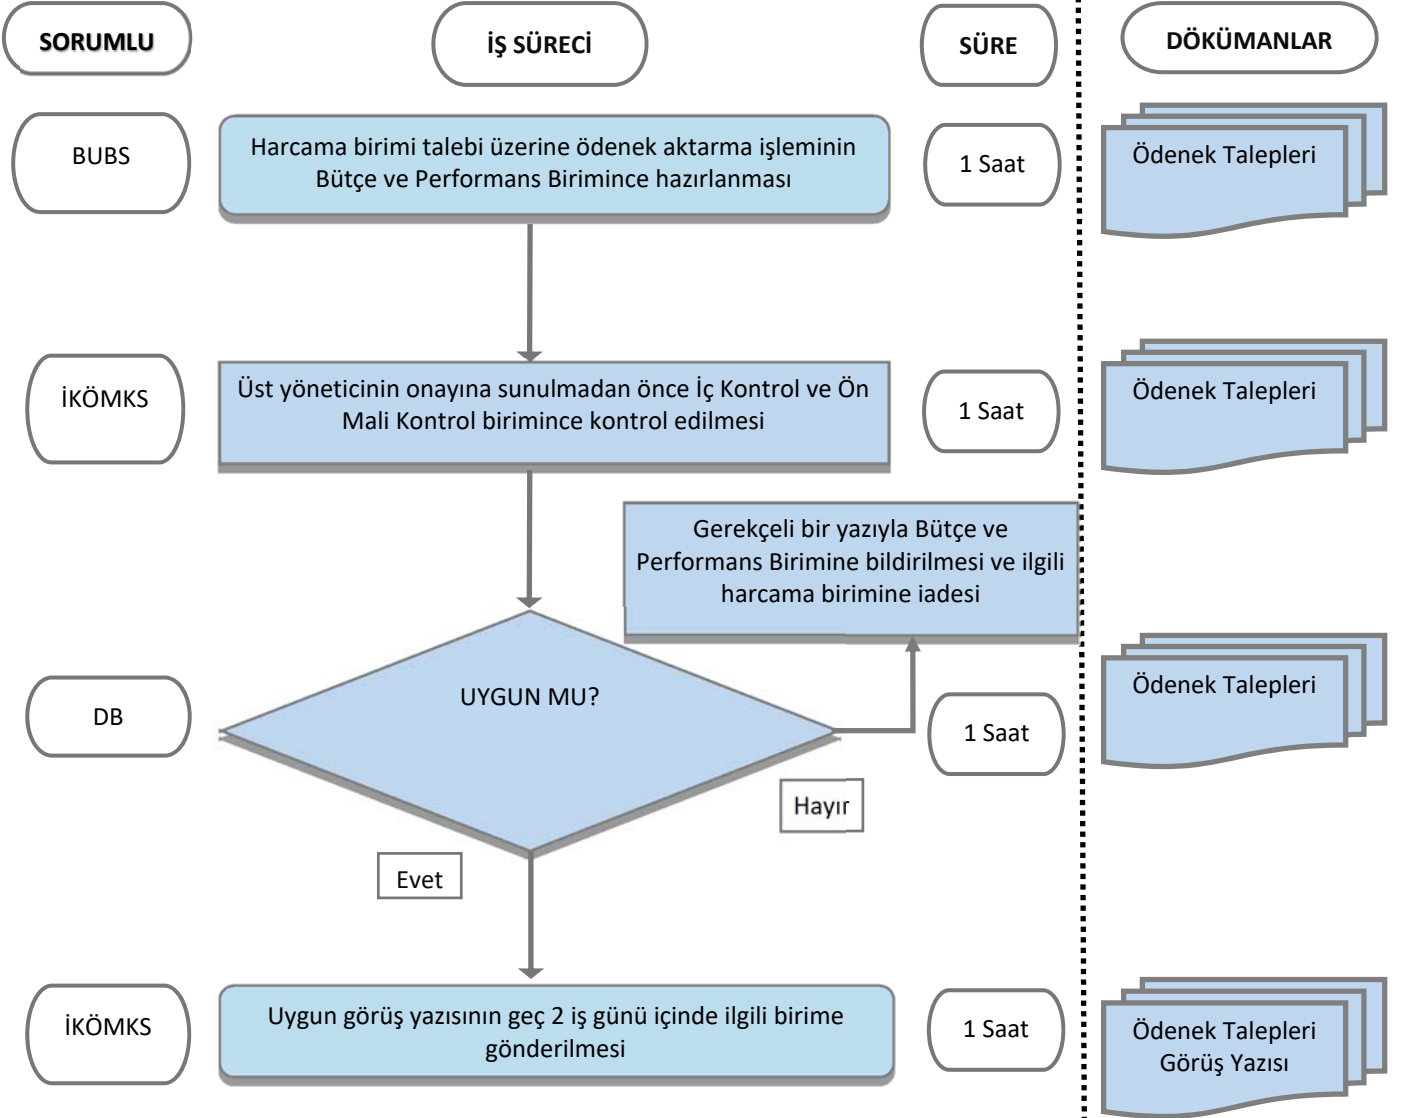 SORUMLU
İŞ SÜRECİ
SÜRE
DÖKÜMANLAR
BUBS
Harcama birimi talebi üzerine ödenek aktarma işleminin
Bütçe ve Performans Birimince hazırlanması
1 Saat
Ödenek Talepleri
İKÖMKS
Üst yöneticinin onayına sunulmadan önce İç Kontrol ve Ön
Mali Kontrol birimince kontrol edilmesi
1 Saat
Ödenek Talepleri
Gerekçeli bir yazıyla Bütçe ve
Performans Birimine bildirilmesi ve ilgili
harcama birimine iadesi
DB
UYGUN MU?
1 Saat
Ödenek Talepleri
Hayır
Evet
İKÖMKS
Uygun görüş yazısının geç 2 iş günü içinde ilgili birime
gönderilmesi
1 Saat
Ödenek Talepleri
Görüş Yazısı